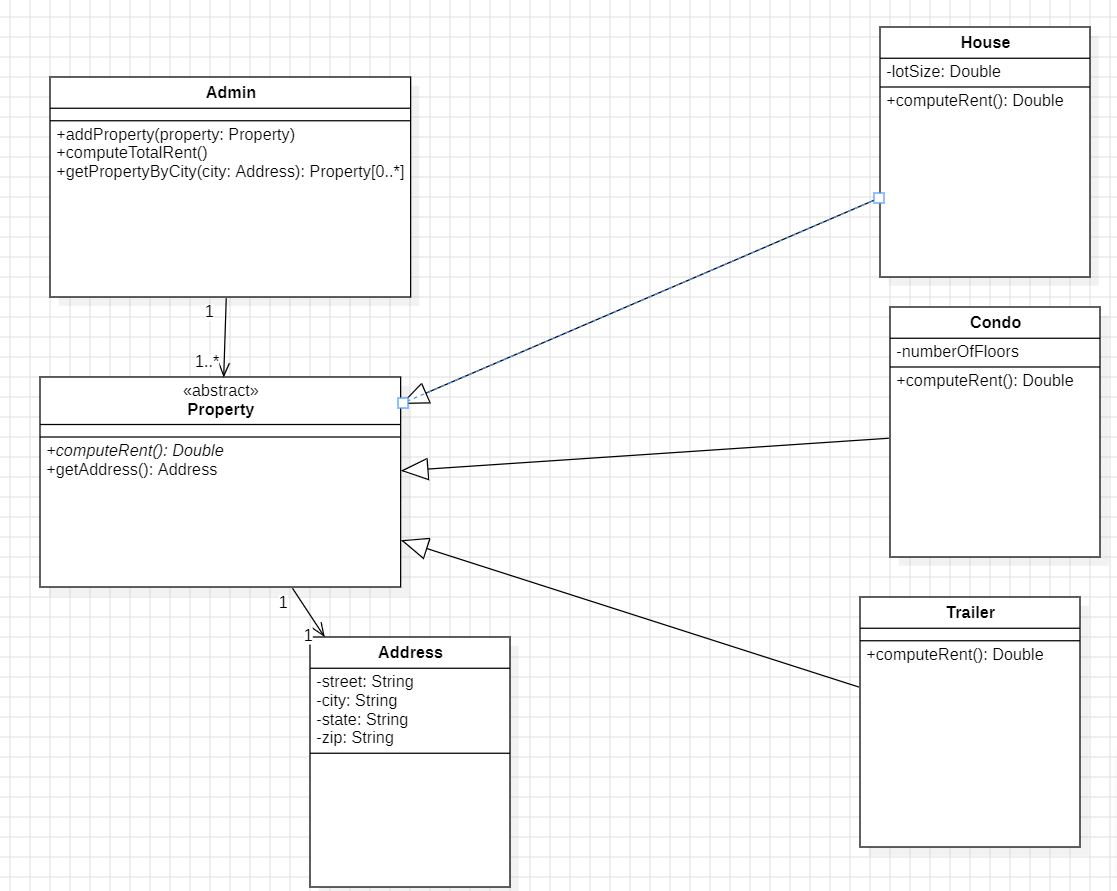 Admin
+addProperty(property: Property)
+computeTotalRent()
+getPropertyByCity(city: Address): Property[0..*]
1
1..*
«abstract»
Property
+computeRent(): Double
+getAddress(): Address
1
1
Address
-street: String
-city: String
-state: String
-zip: String
House
-lotSize: Double
+computeRent(): Double
Condo
-numberOfFloors
+computeRent(): Double
Trailer
+computeRent(): Double